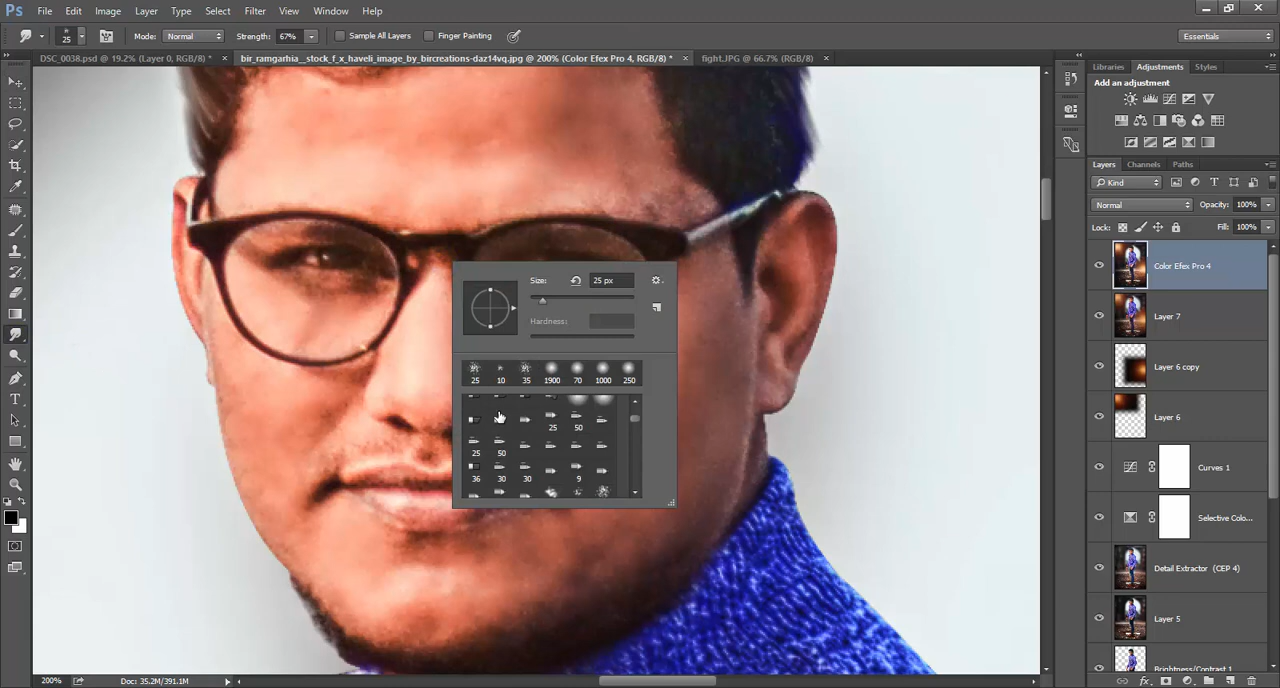 Ps File Edit Image Layer Type Select Filter View Window Help
25 Mode: Normal Strength: 67% Sample All Layers Finger Painting Essentials
DSC_0038.psd @ 19.2% (Layer 0, RGB/8) * × bir_ramgarhia__stock_f_x_haveli_image_by_bircreations-daz14vq.jpg @ 200% (Color Efex Pro 4, RGB/8) * × fight.JPG @ 66.7% (RGB/8) ×
Libraries Adjustments Styles
Add an adjustment
Layers Channels Paths
Kind
Normal Opacity: 100%
Lock: Fill: 100%
Color Efex Pro 4
Layer 7
Layer 6 copy
Layer 6
Curves 1
Selective Colo...
Detail Extractor (CEP 4)
Layer 5
Brightness/Contrast 1
Size: 25 px
Hardness:
25 10 35 1900 70 1000 250
25 50
25 50
36 30 30 9
200% Doc: 35.2M/391.1M